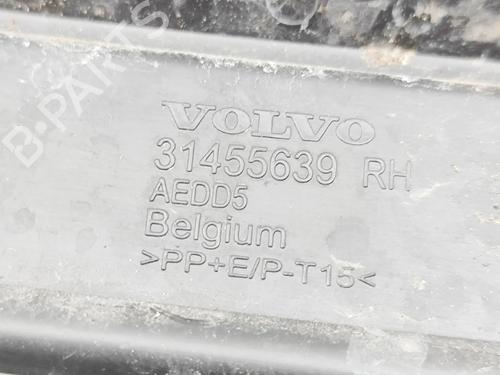 VOLVO
31455639 RH
AEDD5
Belgium
>PP+E/P-T15<
B-PARTS